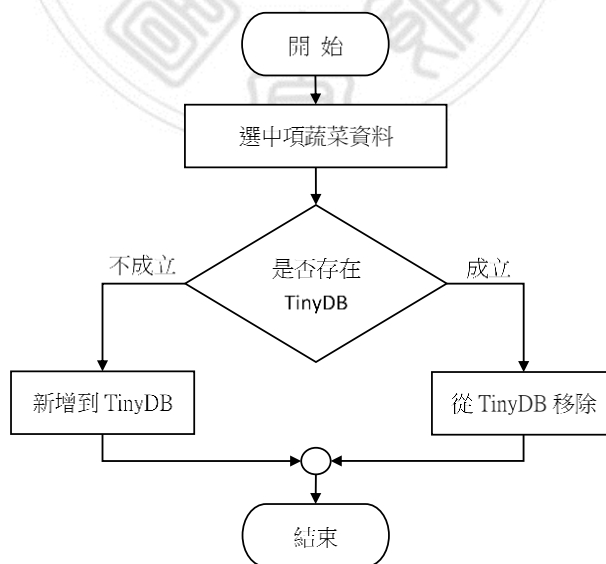 開 始
選中項蔬菜資料
是否存在
TinyDB
不成立
成立
新增到 TinyDB
從 TinyDB 移除
結束